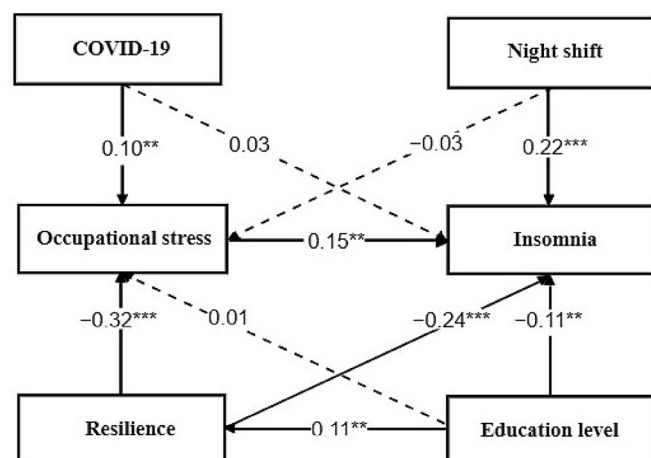 COVID-19
Night shift
0.10**
0.03
−0.03
0.22***
Occupational stress
0.15**
Insomnia
−0.32***
0.01
−0.24***
−0.11**
Resilience
0.11**
Education level